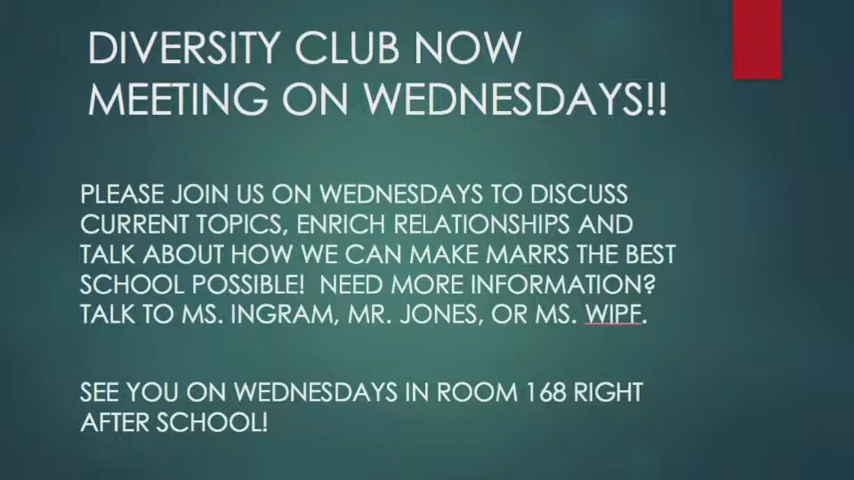 DIVERSITY CLUB NOW
MEETING ON WEDNESDAYS!!
PLEASE JOIN US ON WEDNESDAYS TO DISCUSS
CURRENT TOPICS, ENRICH RELATIONSHIPS AND
TALK ABOUT HOW WE CAN MAKE MARRS THE BEST
SCHOOL POSSIBLE!  NEED MORE INFORMATION?
TALK TO MS. INGRAM, MR. JONES, OR MS. WIPF.
SEE YOU ON WEDNESDAYS IN ROOM 168 RIGHT
AFTER SCHOOL!